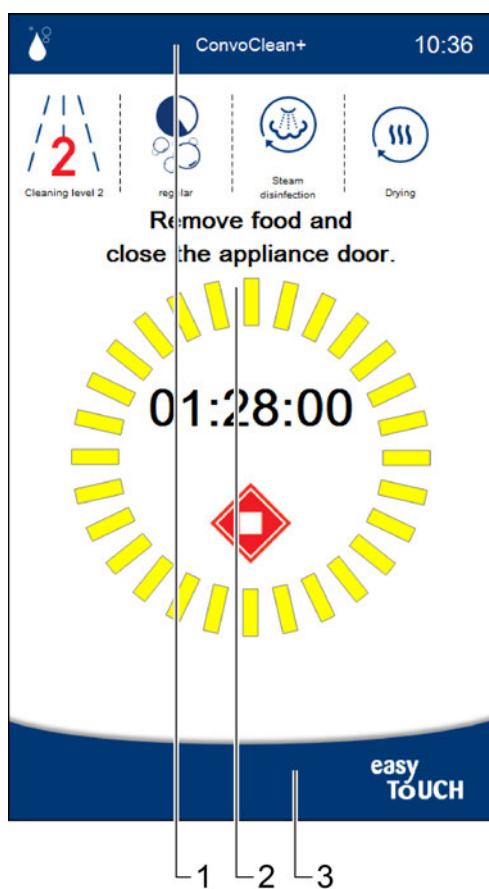 ConvoClean+ 10:36
2
Cleaning level 2 regular Steam disinfection Drying
Remove food and
close the appliance door.
01:28:00
easy
TOUCH
1 2 3